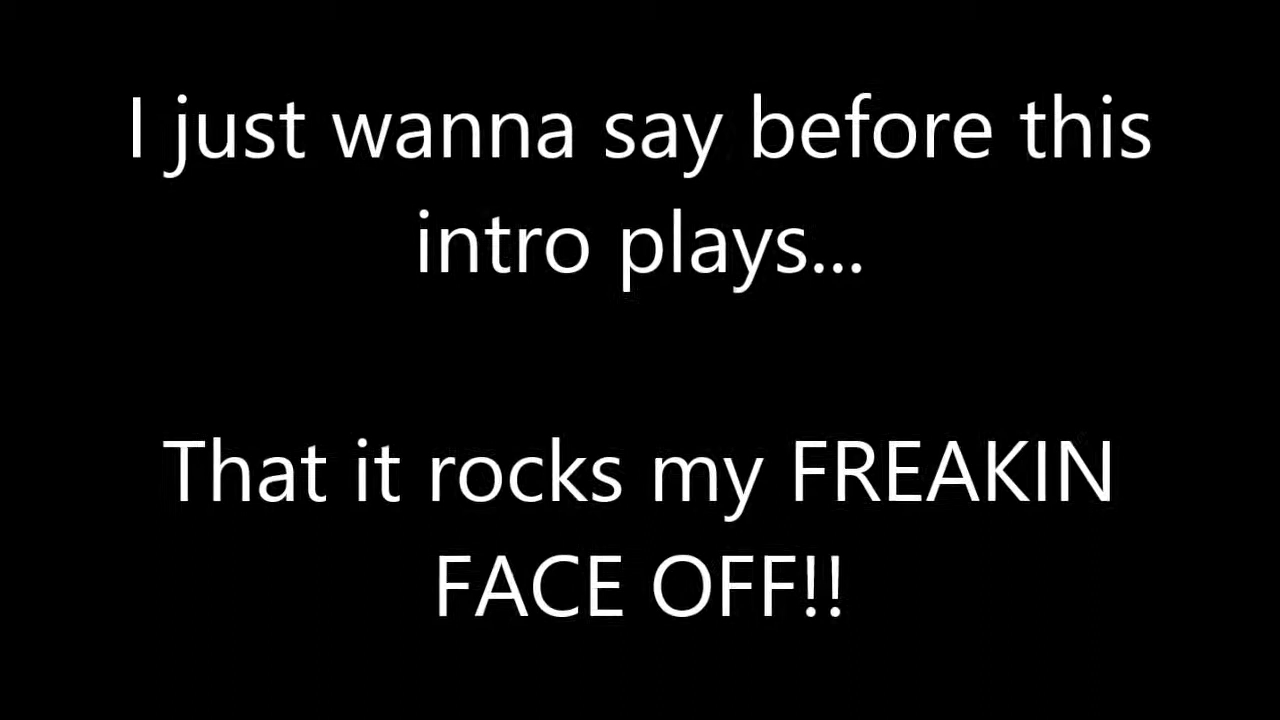 I just wanna say before this
intro plays...
That it rocks my FREAKIN
FACE OFF!!